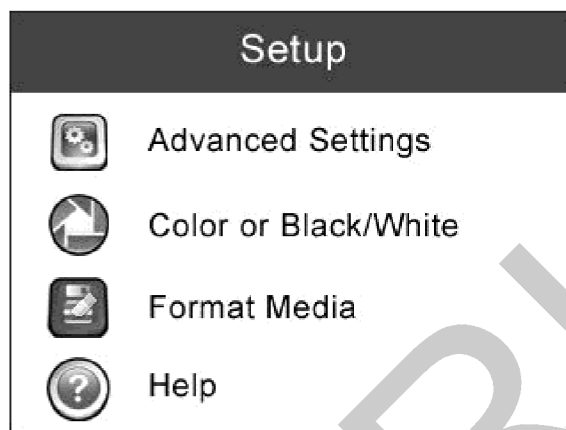 Setup
Advanced Settings
Color or Black/White
Format Media
Help